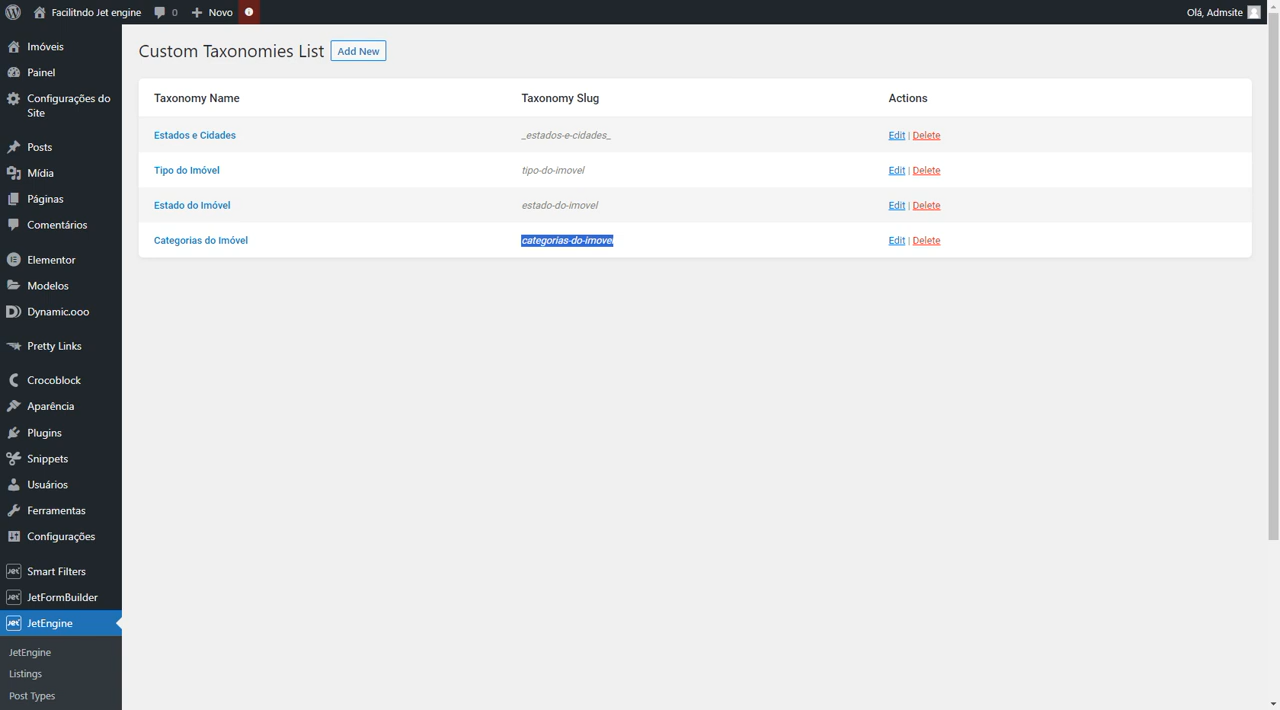 Facilitndo Jet engine 0 Novo Olá, Admsite
Imóveis
Painel
Configurações do
Site
Posts
Mídia
Páginas
Comentários
Elementor
Modelos
Dynamic.ooo
Pretty Links
Crocoblock
Aparência
Plugins
Snippets
Usuários
Ferramentas
Configurações
Smart Filters
JetFormBuilder
JetEngine
JetEngine
Listings
Post Types
Custom Taxonomies List Add New
Taxonomy Name Taxonomy Slug Actions
Estados e Cidades _estados-e-cidades_ Edit | Delete
Tipo do Imóvel tipo-do-imovel Edit | Delete
Estado do Imóvel estado-do-imovel Edit | Delete
Categorias do Imóvel categorias-do-imovel Edit | Delete